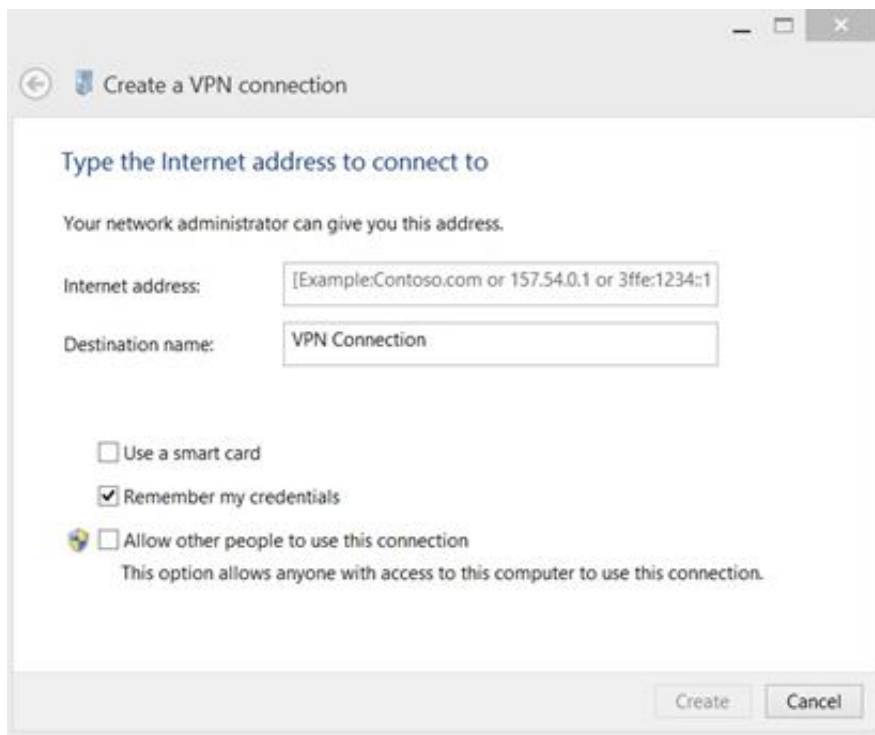 Create a VPN connection
Type the Internet address to connect to
Your network administrator can give you this address.
Internet address: [Example:Contoso.com or 157.54.0.1 or 3ffe:1234::1
Destination name: VPN Connection
Use a smart card
Remember my credentials
Allow other people to use this connection
This option allows anyone with access to this computer to use this connection.
Create Cancel